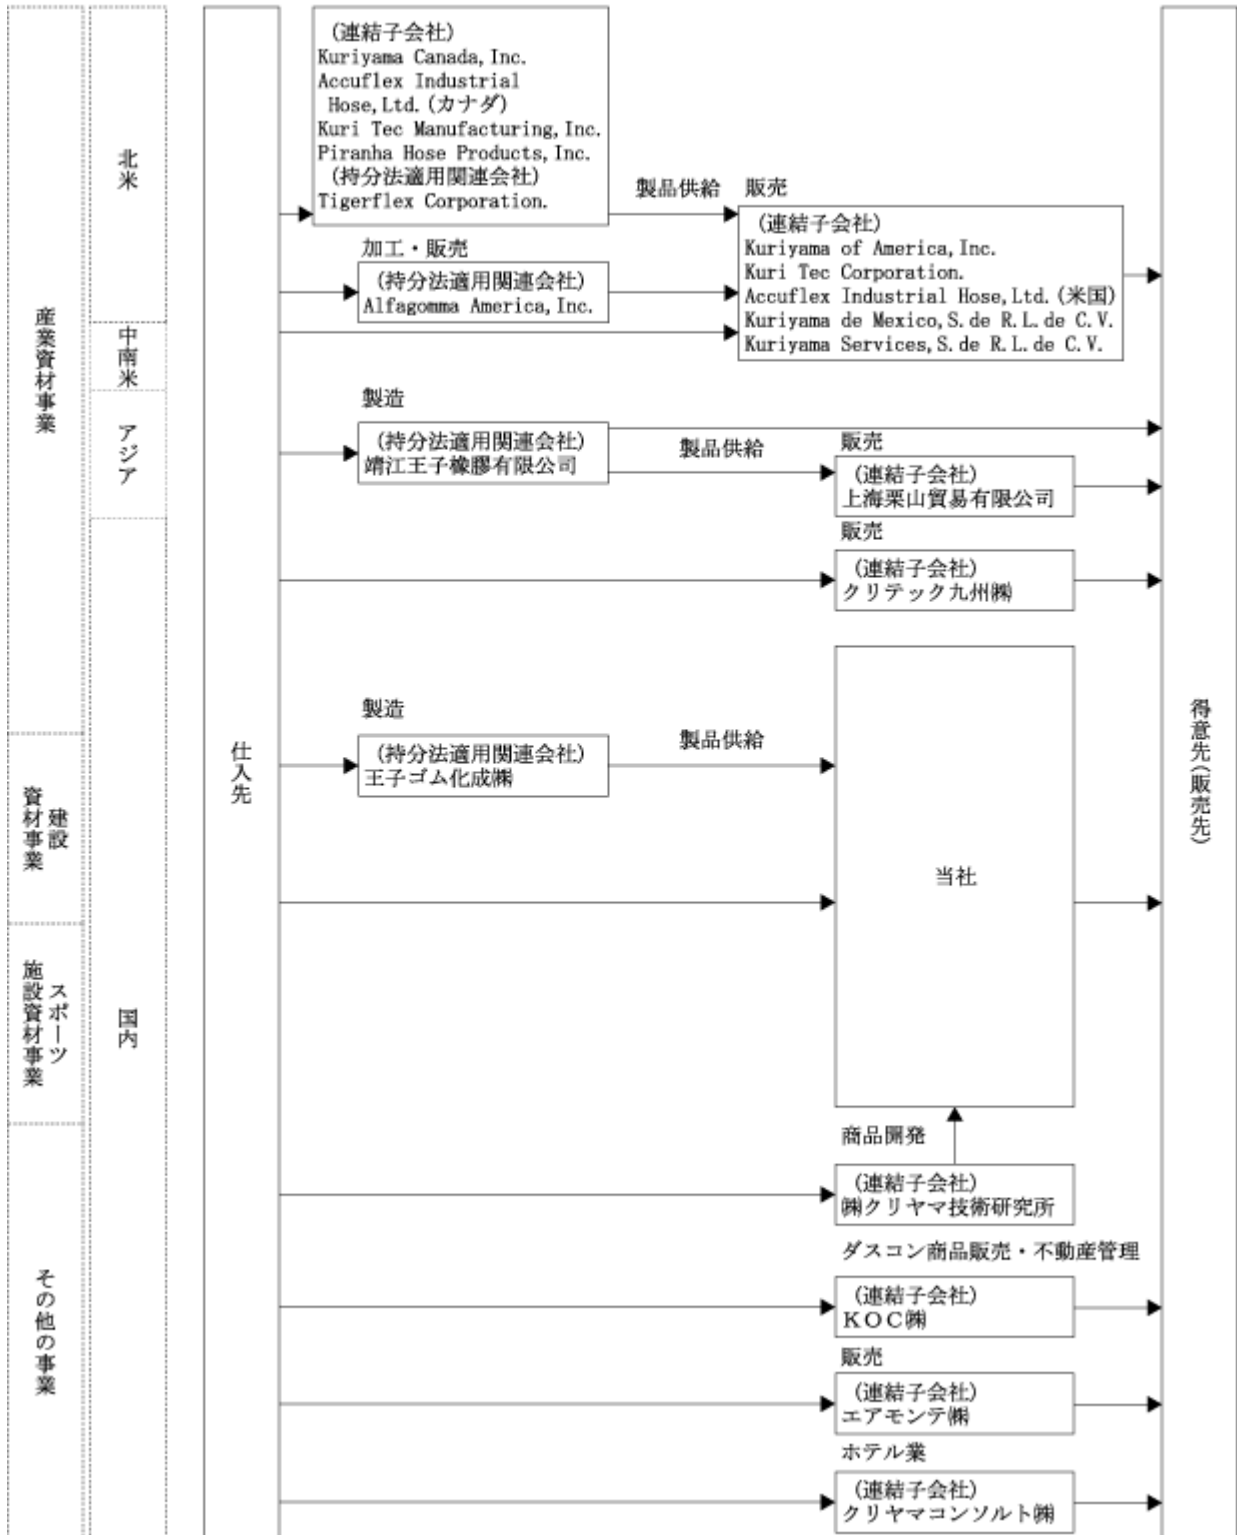 産業資材事業
建設
資材事業
スポーツ
施設資材事業
その他の事業
北米
中南米
アジア
国内
仕入先
(連結子会社)
Kuriyama Canada,Inc.
Accuflex Industrial
Hose,Ltd.(カナダ)
Kuri Tec Manufacturing,Inc.
Piranha Hose Products,Inc.
(持分法適用関連会社)
Tigerflex Corporation.
製品供給
販売
(連結子会社)
Kuriyama of America,Inc.
Kuri Tec Corporation.
Accuflex Industrial Hose,Ltd.(米国)
Kuriyama de Mexico,S.de R.L.de C.V.
Kuriyama Services,S.de R.L.de C.V.
加工・販売
(持分法適用関連会社)
Alfagomma America,Inc.
製造
(持分法適用関連会社)
靖江王子橡膠有限公司
製品供給
販売
(連結子会社)
上海栗山貿易有限公司
販売
(連結子会社)
クリテック九州㈱
製造
(持分法適用関連会社)
王子ゴム化成㈱
製品供給
当社
商品開発
(連結子会社)
㈱クリヤマ技術研究所
ダスコン商品販売・不動産管理
(連結子会社)
KOC㈱
販売
(連結子会社)
エアモンテ㈱
ホテル業
(連結子会社)
クリヤマコンソルト㈱
得意先(販売先)